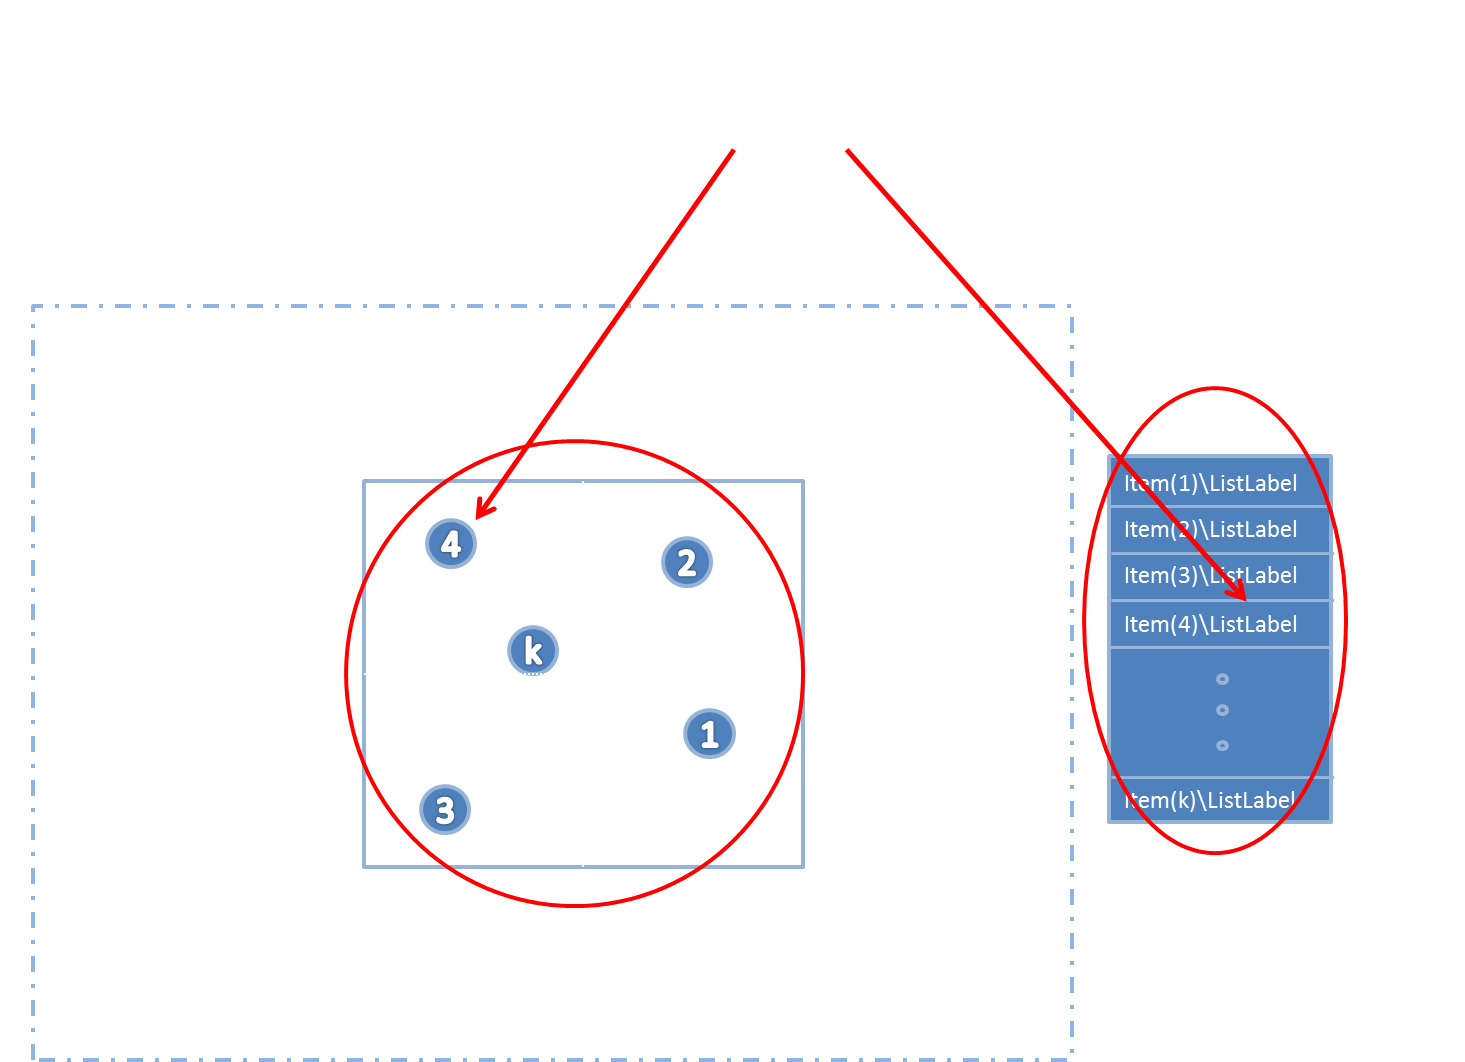 4
2
k
1
3
Item(1)\ListLabel
Item(2)\ListLabel
Item(3)\ListLabel
Item(4)\ListLabel
Item(k)\ListLabel